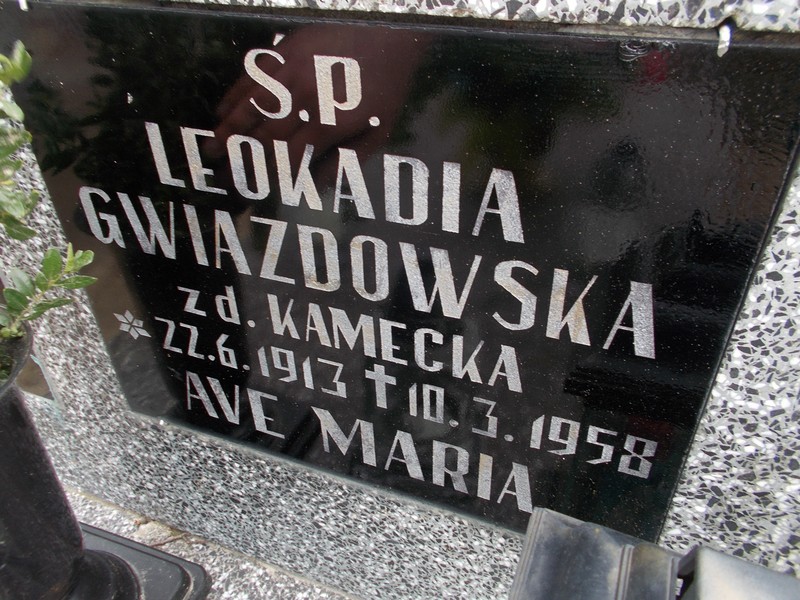 Ś.P.
LEOKADIA
GWIAZDOWSKA
zd. KAMECKA
* 22.6.1913 † 10.3.1958
AVE MARIA